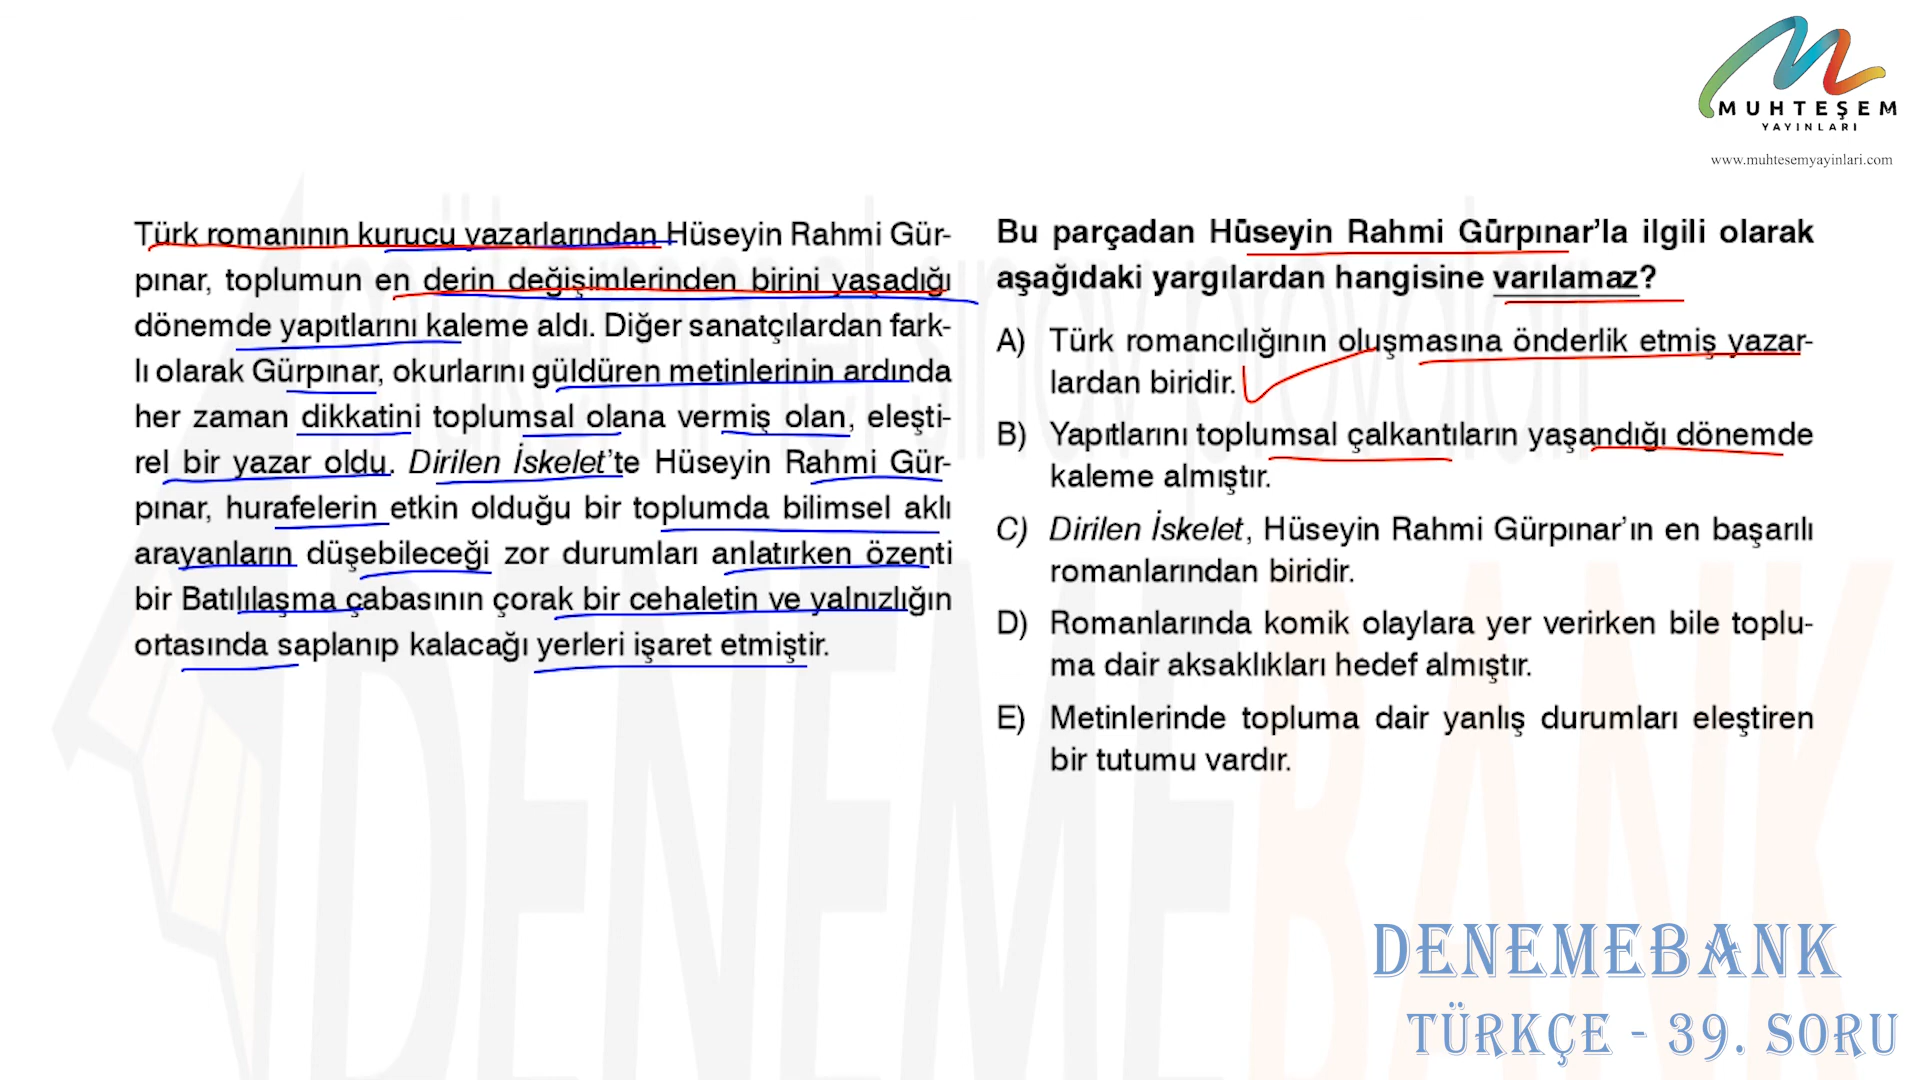 MUHTEŞEM
YAYINLARI
www.muhtesemyayinlari.com
Türk romanının kurucu yazarlarından Hüseyin Rahmi Gür-
pınar, toplumun en derin değişimlerinden birini yaşadığı
dönemde yapıtlarını kaleme aldı. Diğer sanatçılardan fark-
lı olarak Gürpınar, okurlarını güldüren metinlerinin ardında
her zaman dikkatini toplumsal olana vermiş olan, eleşti-
rel bir yazar oldu. Dirilen İskelet’te Hüseyin Rahmi Gür-
pınar, hurafelerin etkin olduğu bir toplumda bilimsel aklı
arayanların düşebileceği zor durumları anlatırken özenti
bir Batılılaşma çabasının çorak bir cehaletin ve yalnızlığın
ortasında saplanıp kalacağı yerleri işaret etmiştir.
Bu parçadan Hüseyin Rahmi Gürpınar’la ilgili olarak
aşağıdaki yargılardan hangisine varılamaz?
A) Türk romancılığının oluşmasına önderlik etmiş yazar-
lardan biridir.
B) Yapıtlarını toplumsal çalkantıların yaşandığı dönemde
kaleme almıştır.
C) Dirilen İskelet, Hüseyin Rahmi Gürpınar’ın en başarılı
romanlarından biridir.
D) Romanlarında komik olaylara yer verirken bile toplu-
ma dair aksaklıkları hedef almıştır.
E) Metinlerinde topluma dair yanlış durumları eleştiren
bir tutumu vardır.
DENEMEBANK
DENEMEBANK
TÜRKÇE - 39. SORU